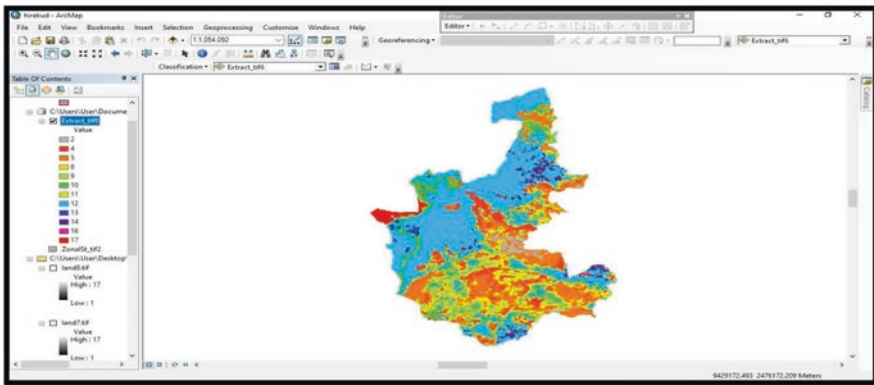 hirakud - ArcMap
File Edit View Bookmarks Insert Selection Geoprocessing Customize Windows Help
Editor
Editor
1:1,054,092
Georeferencing
Extract_tif6
Classification Extract_tif6
Table Of Contents
C:\Users\User\Docume
Extract_tif6
Value
2
4
5
8
9
10
11
12
13
14
16
17
ZonalSt_tif2
C:\Users\User\Desktop
land6.tif
Value
High : 17
Low : 1
land7.tif
Value
High : 17
Low : 1
Catalog
9429172.493 2476172.209 Meters